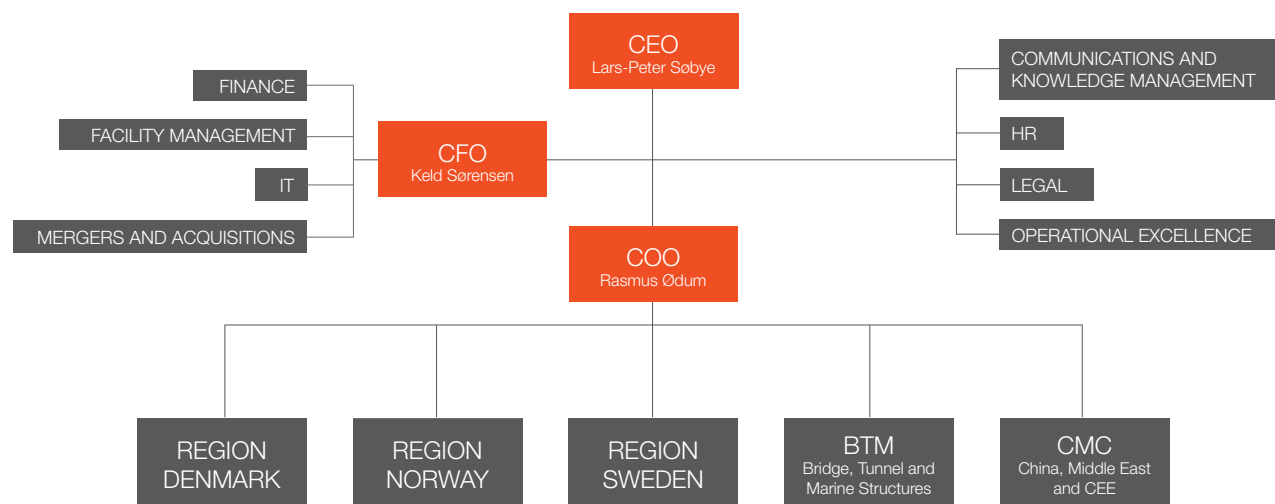 CEO
Lars-Peter Søbye
FINANCE
FACILITY MANAGEMENT
IT
MERGERS AND ACQUISITIONS
CFO
Keld Sørensen
COMMUNICATIONS AND
KNOWLEDGE MANAGEMENT
HR
LEGAL
OPERATIONAL EXCELLENCE
COO
Rasmus Ødum
REGION
DENMARK
REGION
NORWAY
REGION
SWEDEN
BTM
Bridge, Tunnel and
Marine Structures
CMC
China, Middle East
and CEE